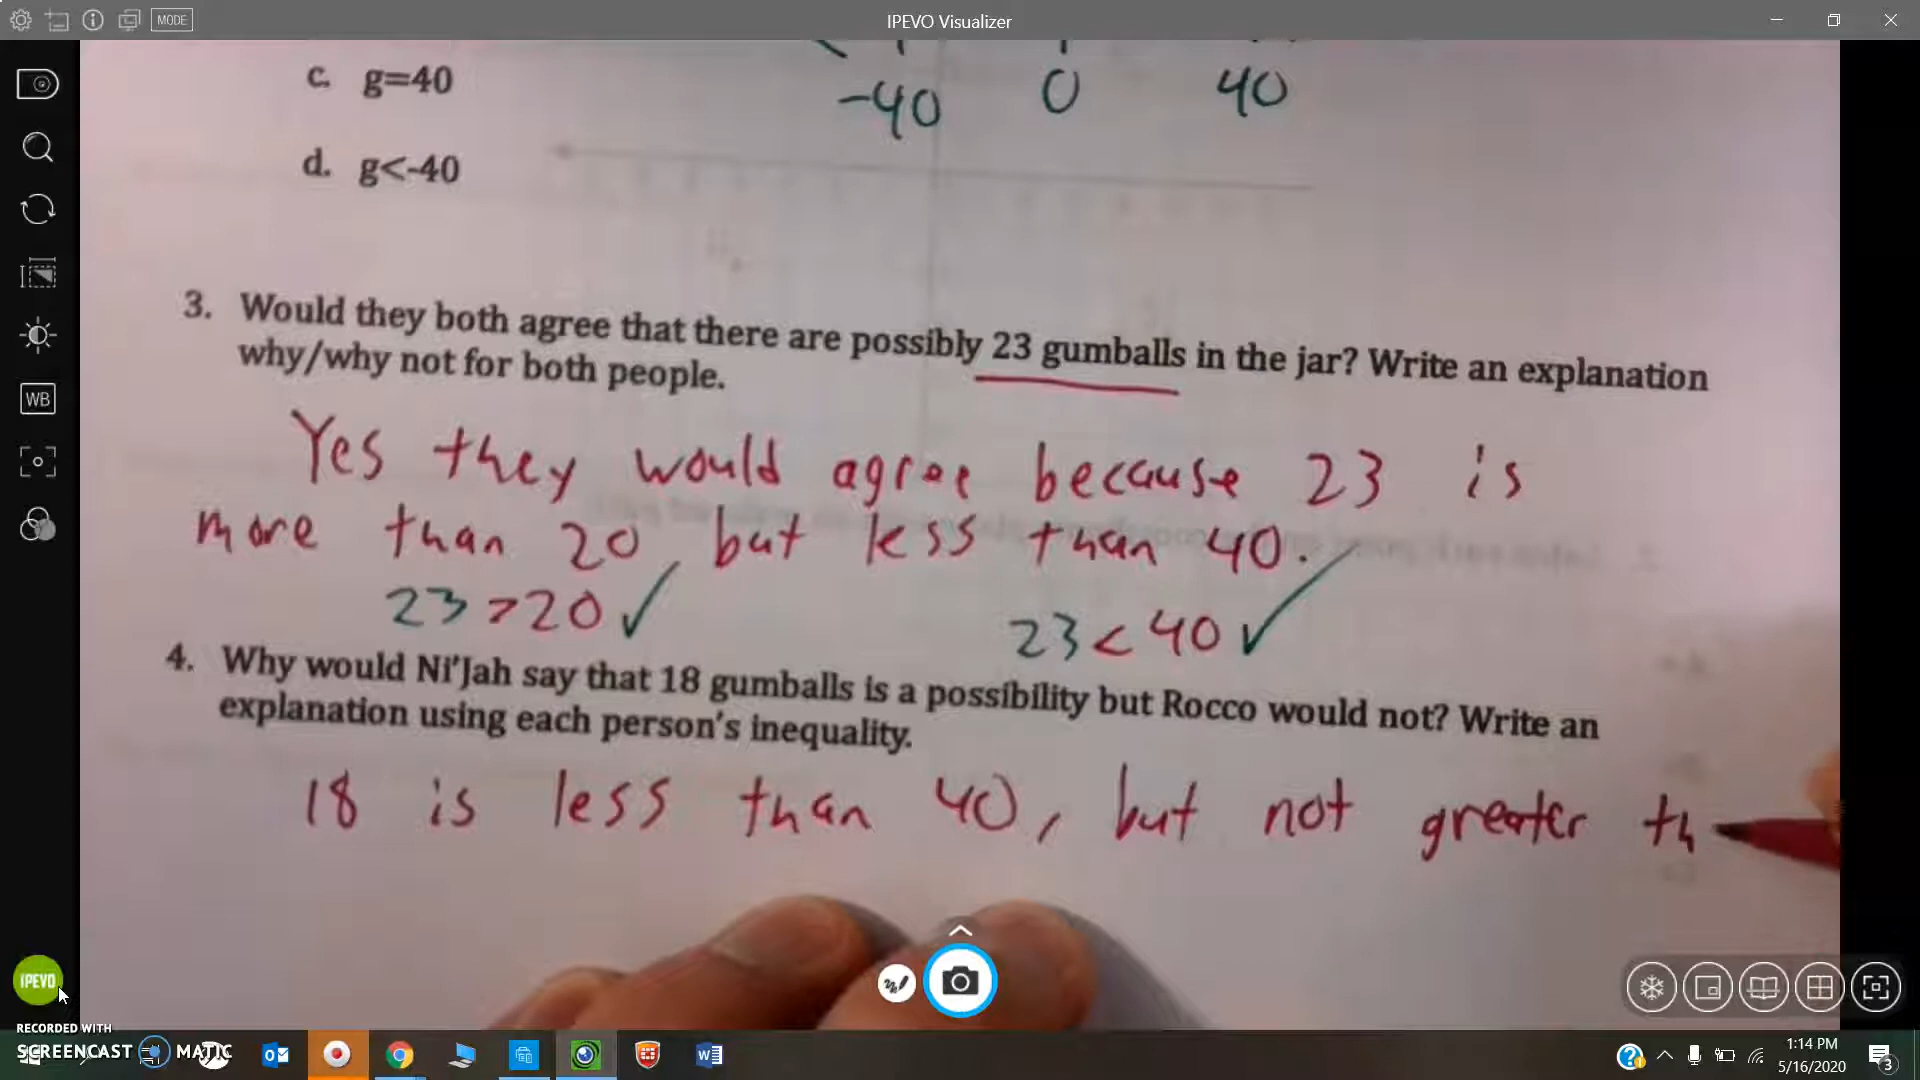 MODE
IPEVO Visualizer
c. g=40
-40 0 40
d. g<-40
3. Would they both agree that there are possibly 23 gumballs in the jar? Write an explanation
why/why not for both people.
WB
Yes they would agree because 23 is
more than 20 but less than 40.
23 >20 ✓ 23 < 40 ✓
4. Why would Ni'Jah say that 18 gumballs is a possibility but Rocco would not? Write an
explanation using each person's inequality.
18 is less than 40, but not greater th
IPEVO
RECORDED WITH
SCREENCAST MATIC
1:14 PM
5/16/2020
3